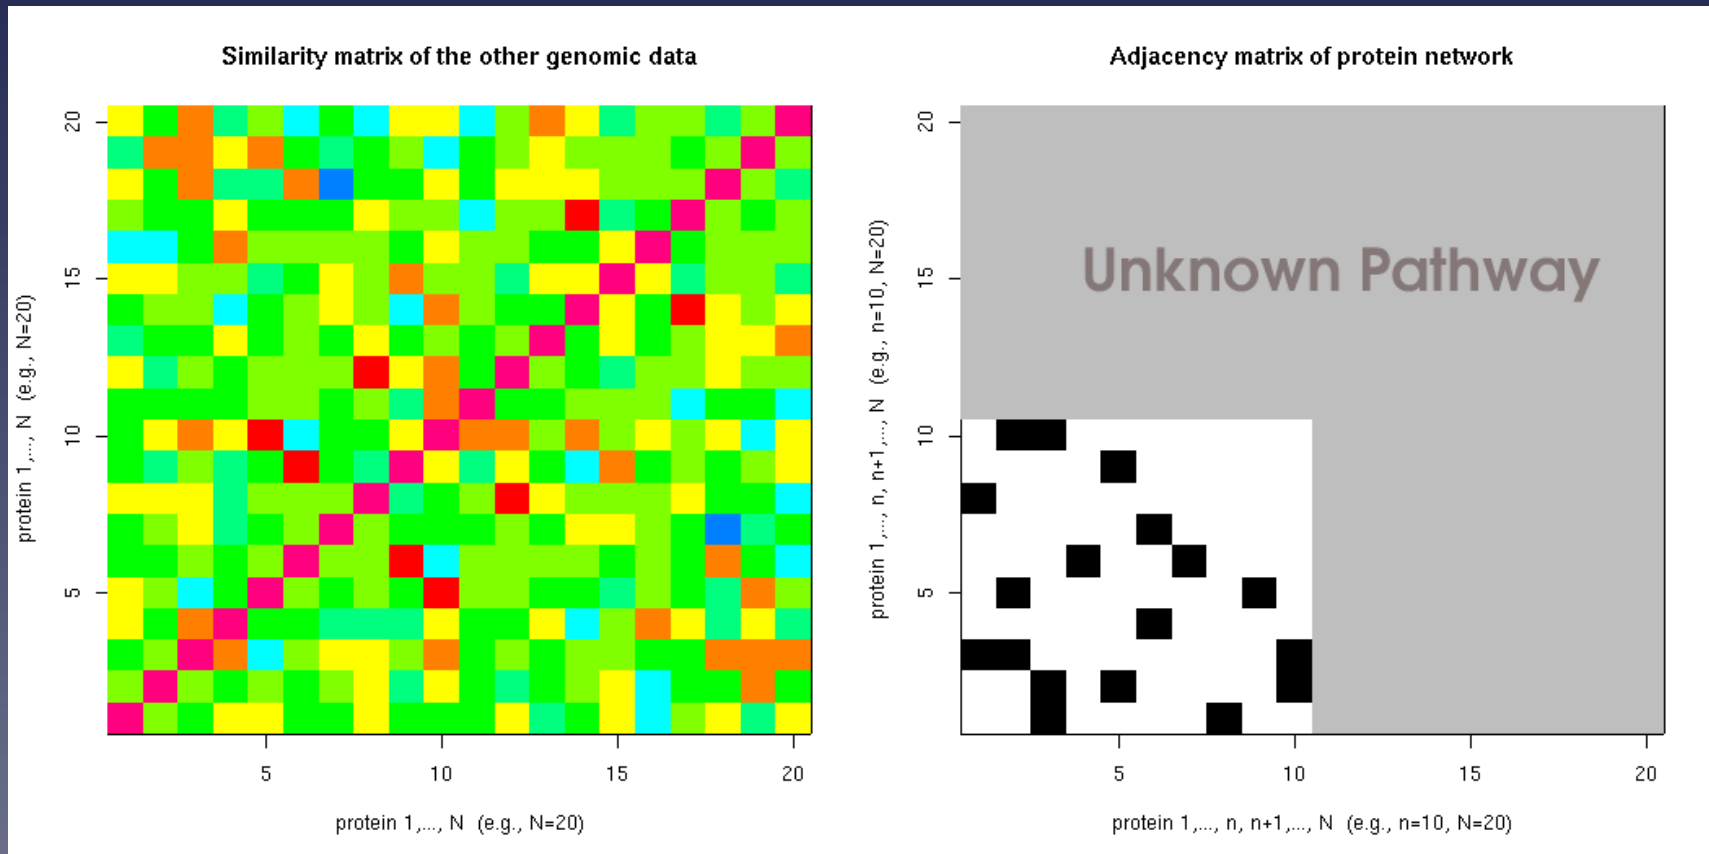 Similarity matrix of the other genomic data
20
15
10
5
protein 1,..., N (e.g., N=20)
5 10 15 20
protein 1,..., N (e.g., N=20)
Adjacency matrix of protein network
Unknown Pathway
20
15
10
5
protein 1,..., n, n+1,..., N (e.g., n=10, N=20)
5 10 15 20
protein 1,..., n, n+1,..., N (e.g., n=10, N=20)